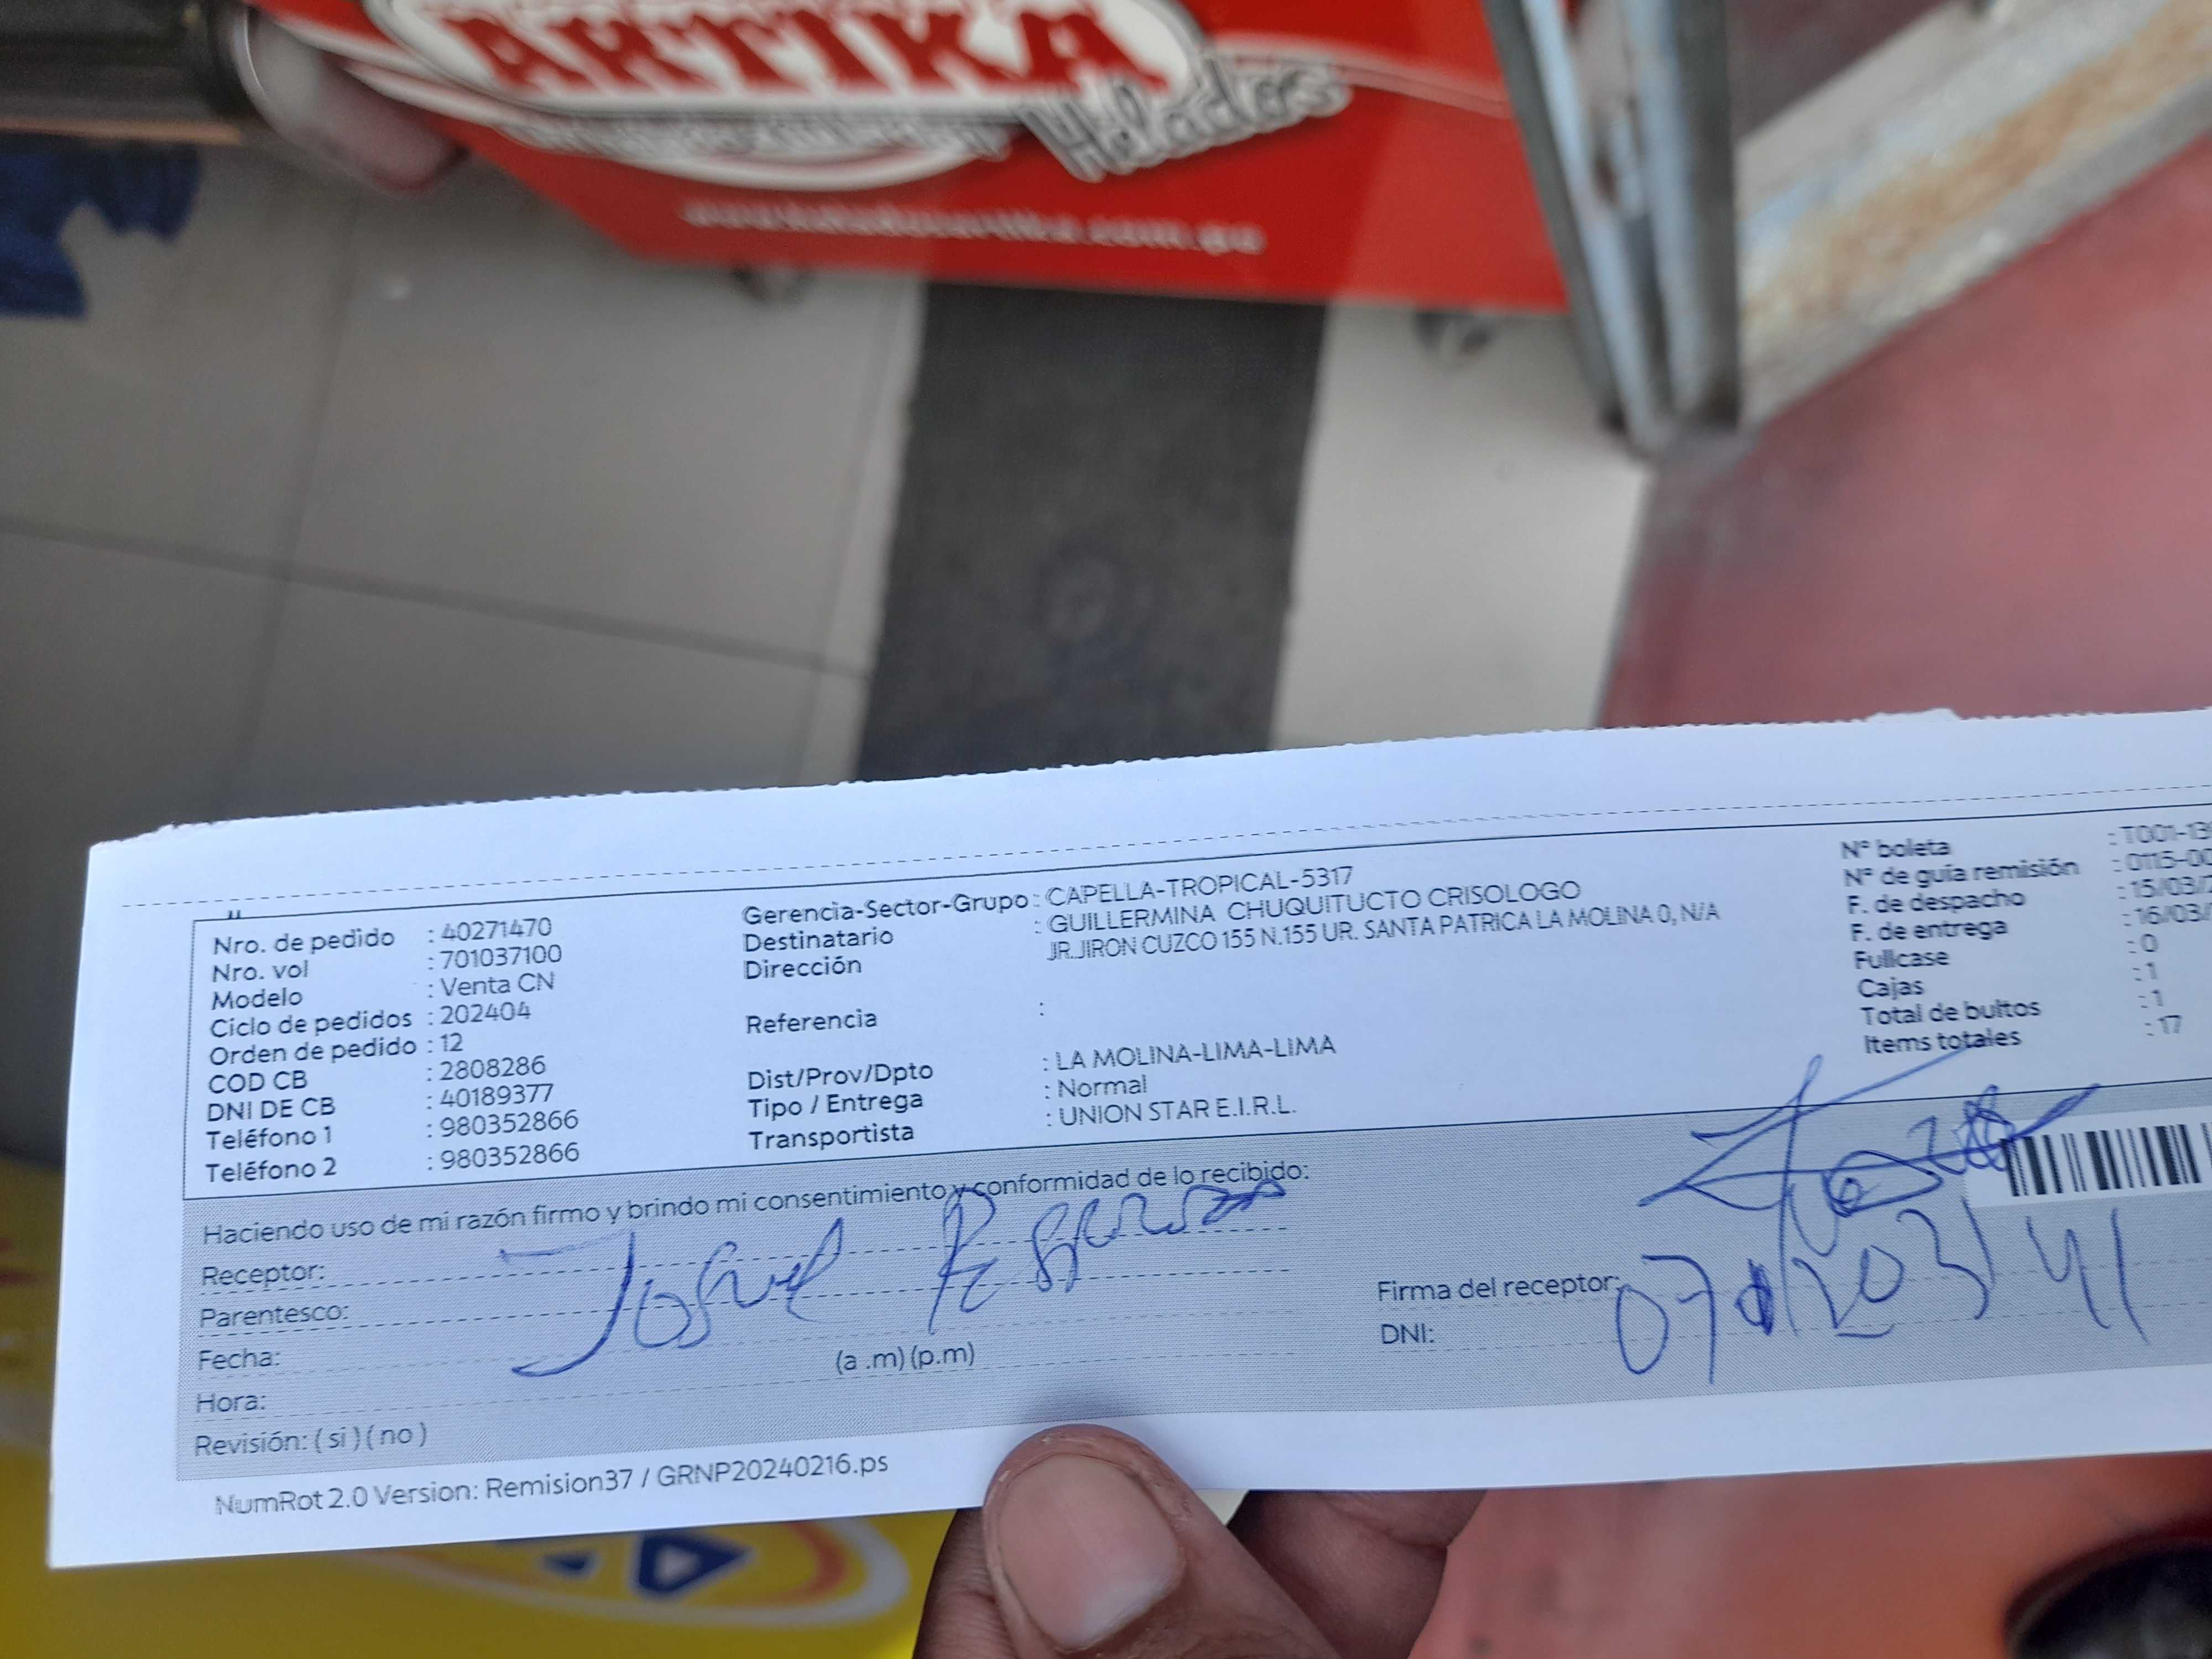 ARTIKA
Helados
Nro. de pedido : 40271470
Nro. vol : 701037100
Modelo : Venta CN
Ciclo de pedidos : 202404
Orden de pedido : 12
COD CB : 2808286
DNI DE CB : 40189377
Teléfono 1 : 980352866
Teléfono 2 : 980352866
Gerencia-Sector-Grupo : CAPELLA-TROPICAL-5317
Destinatario : GUILLERMINA CHUQUITUCTO CRISOLOGO
Dirección JR.JIRON CUZCO 155 N.155 UR. SANTA PATRICA LA MOLINA 0, N/A
Referencia :
Dist/Prov/Dpto : LA MOLINA-LIMA-LIMA
Tipo / Entrega : Normal
Transportista : UNION STAR E.I.R.L.
N° boleta : T001-13
N° de guía remisión : 0115-00
F. de despacho : 15/03/
F. de entrega : 16/03/
Fullcase : 0
Cajas : 1
Total de bultos : 1
Items totales : 17
Haciendo uso de mi razón firmo y brindo mi consentimiento y conformidad de lo recibido:
Receptor:
Parentesco:
Fecha:
Hora: (a .m) (p.m)
Revisión: ( si ) ( no )
Firma del receptor:
DNI:
NumRot 2.0 Version: Remision37 / GRNP20240216.ps